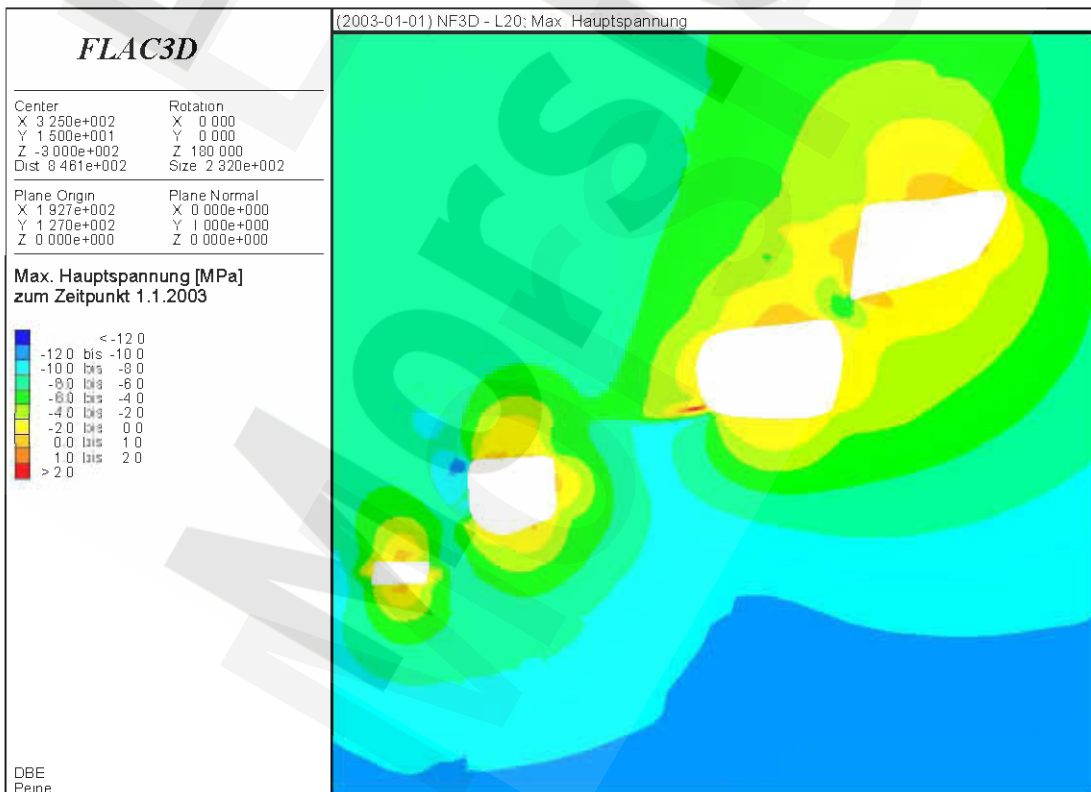 (2003-01-01) NF3D - L20: Max. Hauptspannung
FLAC3D
Center Rotation
X 3 250e+002 X 0 000
Y 1 500e+001 Y 0 000
Z -3 000e+002 Z 180 000
Dist 8 461e+002 Size 2 320e+002
Plane Origin Plane Normal
X 1 927e+002 X 0 000e+000
Y 1 270e+002 Y 1 000e+000
Z 0 000e+000 Z 0 000e+000
Max. Hauptspannung [MPa]
zum Zeitpunkt 1.1.2003
< -12 0
-12 0 bis -10 0
-10 0 bis -8 0
-8 0 bis -6 0
-6 0 bis -4 0
-4 0 bis -2 0
-2 0 bis 0 0
0 0 bis 1 0
1 0 bis 2 0
> 2 0
DBE
Peine